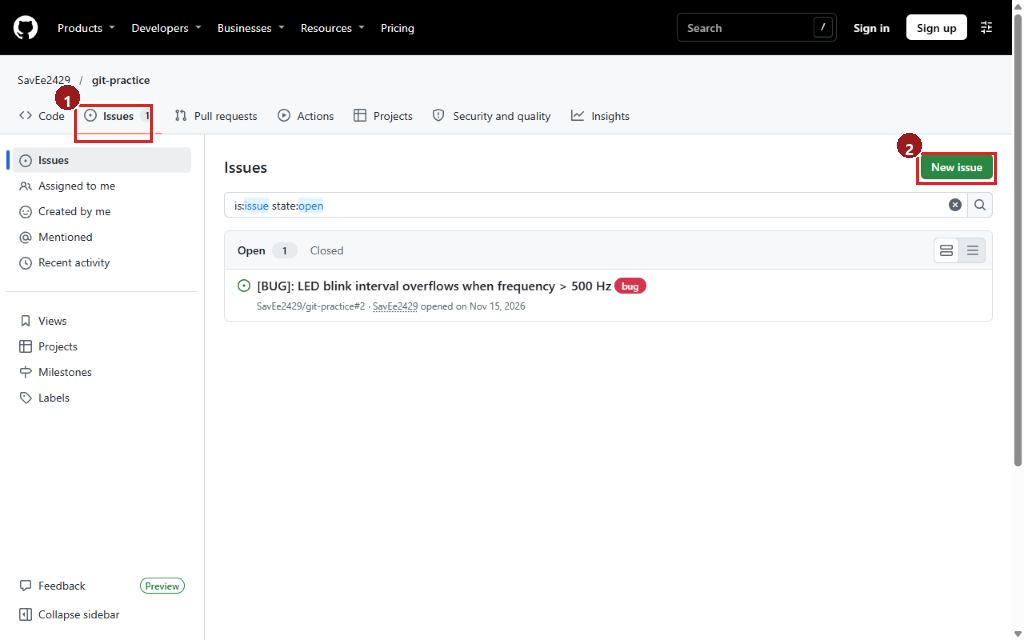 Products Developers Businesses Resources Pricing Search / Sign in Sign up
SavEe2429 / git-practice
1
Code Issues 1 Pull requests Actions Projects Security and quality Insights
2
Issues
Assigned to me
Created by me
Mentioned
Recent activity
Views
Projects
Milestones
Labels
Feedback Preview
Collapse sidebar
Issues New issue
is:issue state:open
Open 1 Closed
[BUG]: LED blink interval overflows when frequency > 500 Hz bug
SavEe2429/git-practice#2 · SavEe2429 opened on Nov 15, 2026